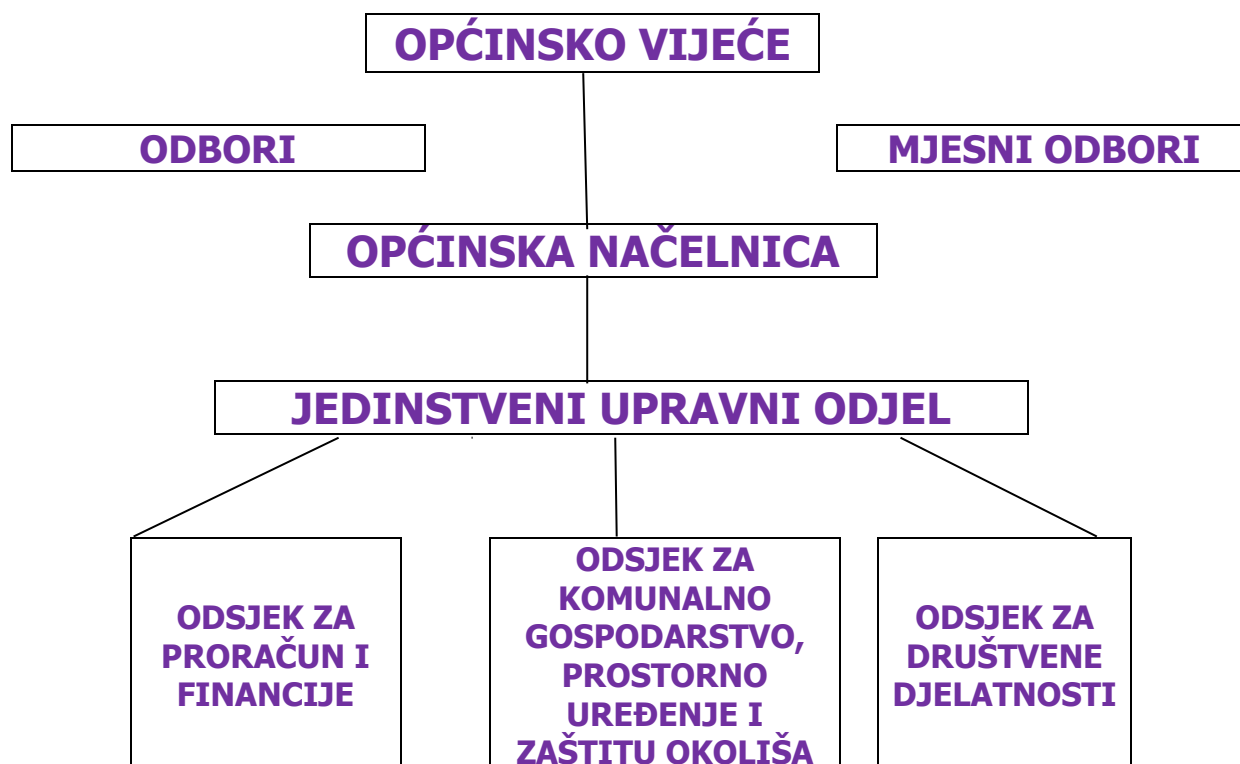 OPĆINSKO VIJEĆE
ODBORI
MJESNI ODBORI
OPĆINSKA NAČELNICA
JEDINSTVENI UPRAVNI ODJEL
ODSJEK ZA
PRORAČUN I
FINANCIJE
ODSJEK ZA
KOMUNALNO
GOSPODARSTVO,
PROSTORNO
UREĐENJE I
ZAŠTITU OKOLIŠA
ODSJEK ZA
DRUŠTVENE
DJELATNOSTI